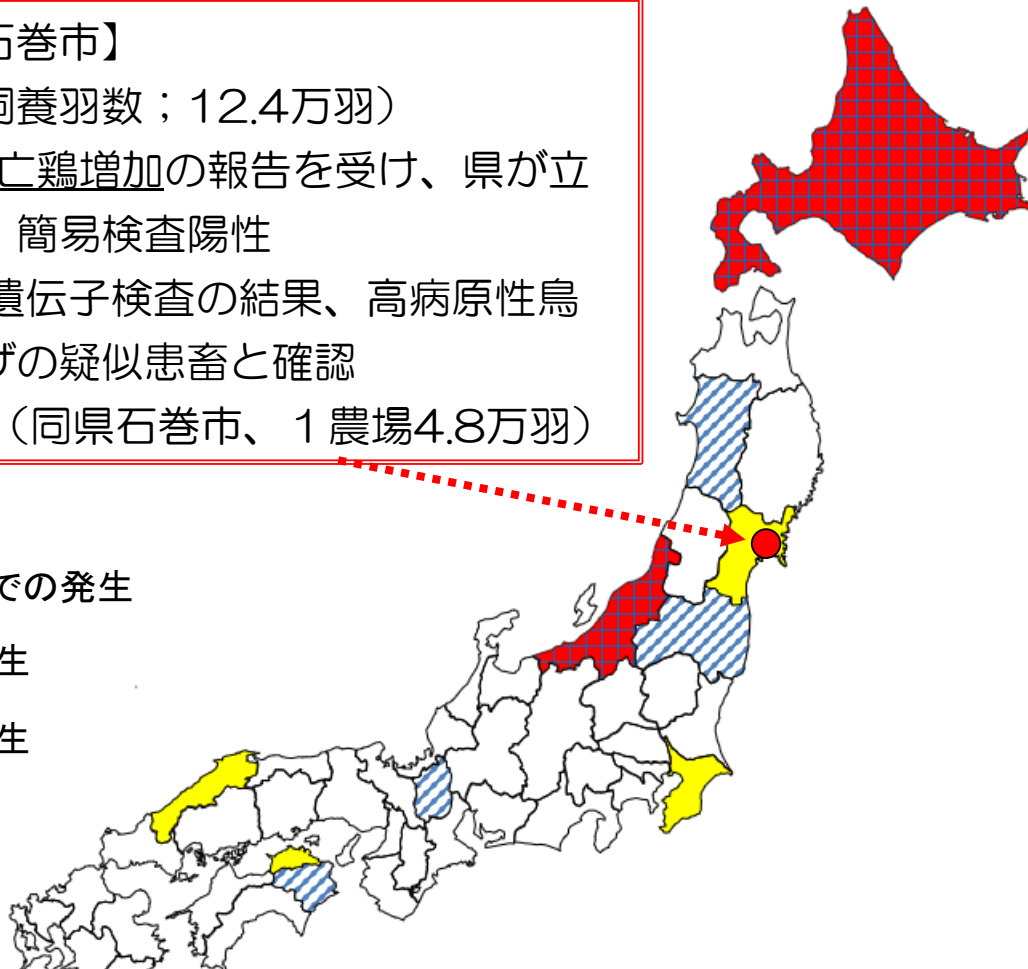 石巻市】
飼養羽数；12.4万羽）
亡鶏増加の報告を受け、県が立
簡易検査陽性
遺伝子検査の結果、高病原性鳥
ザの疑似患畜と確認
（同県石巻市、１農場4.8万羽）
での発生
生
生